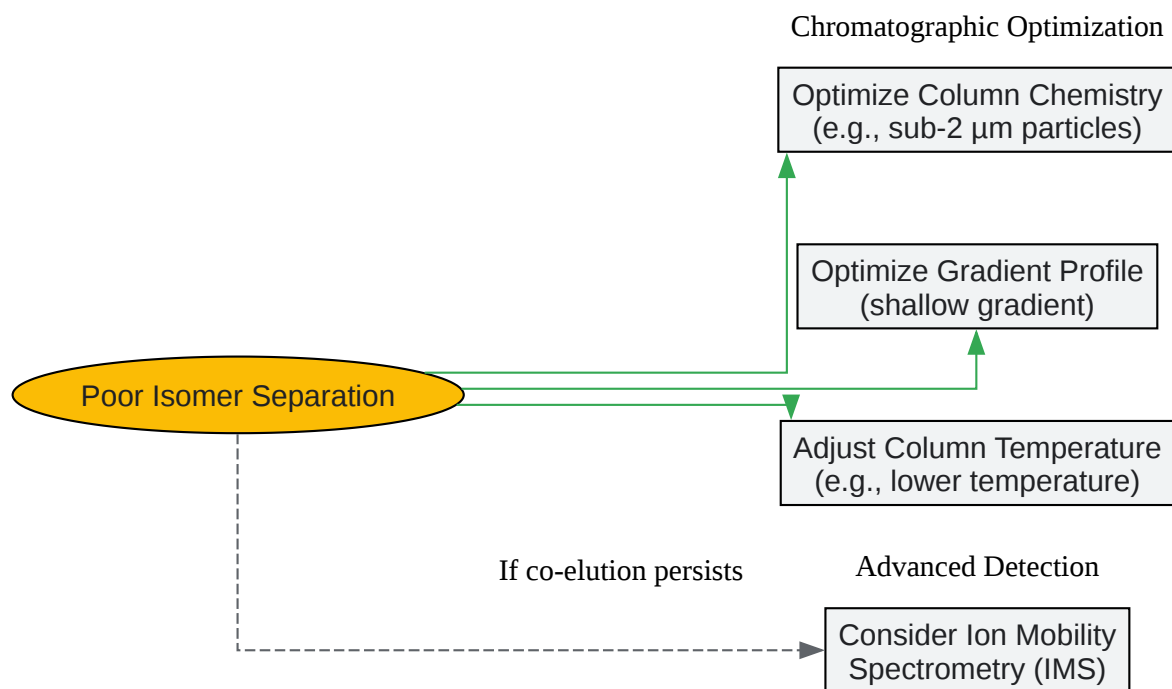 Chromatographic Optimization
Optimize Column Chemistry
(e.g., sub-2 µm particles)
Optimize Gradient Profile
(shallow gradient)
Poor Isomer Separation
Adjust Column Temperature
(e.g., lower temperature)
If co-elution persists
Advanced Detection
Consider Ion Mobility
Spectrometry (IMS)